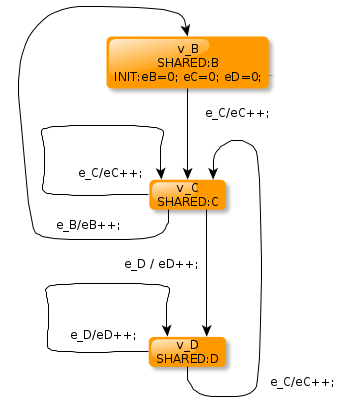 v_B
SHARED:B
INIT:eB=0; eC=0; eD=0;
e_C/eC++;
e_C/eC++;
v_C
SHARED:C
e_B/eB++;
e_D / eD++;
e_D/eD++;
v_D
SHARED:D
e_C/eC++;